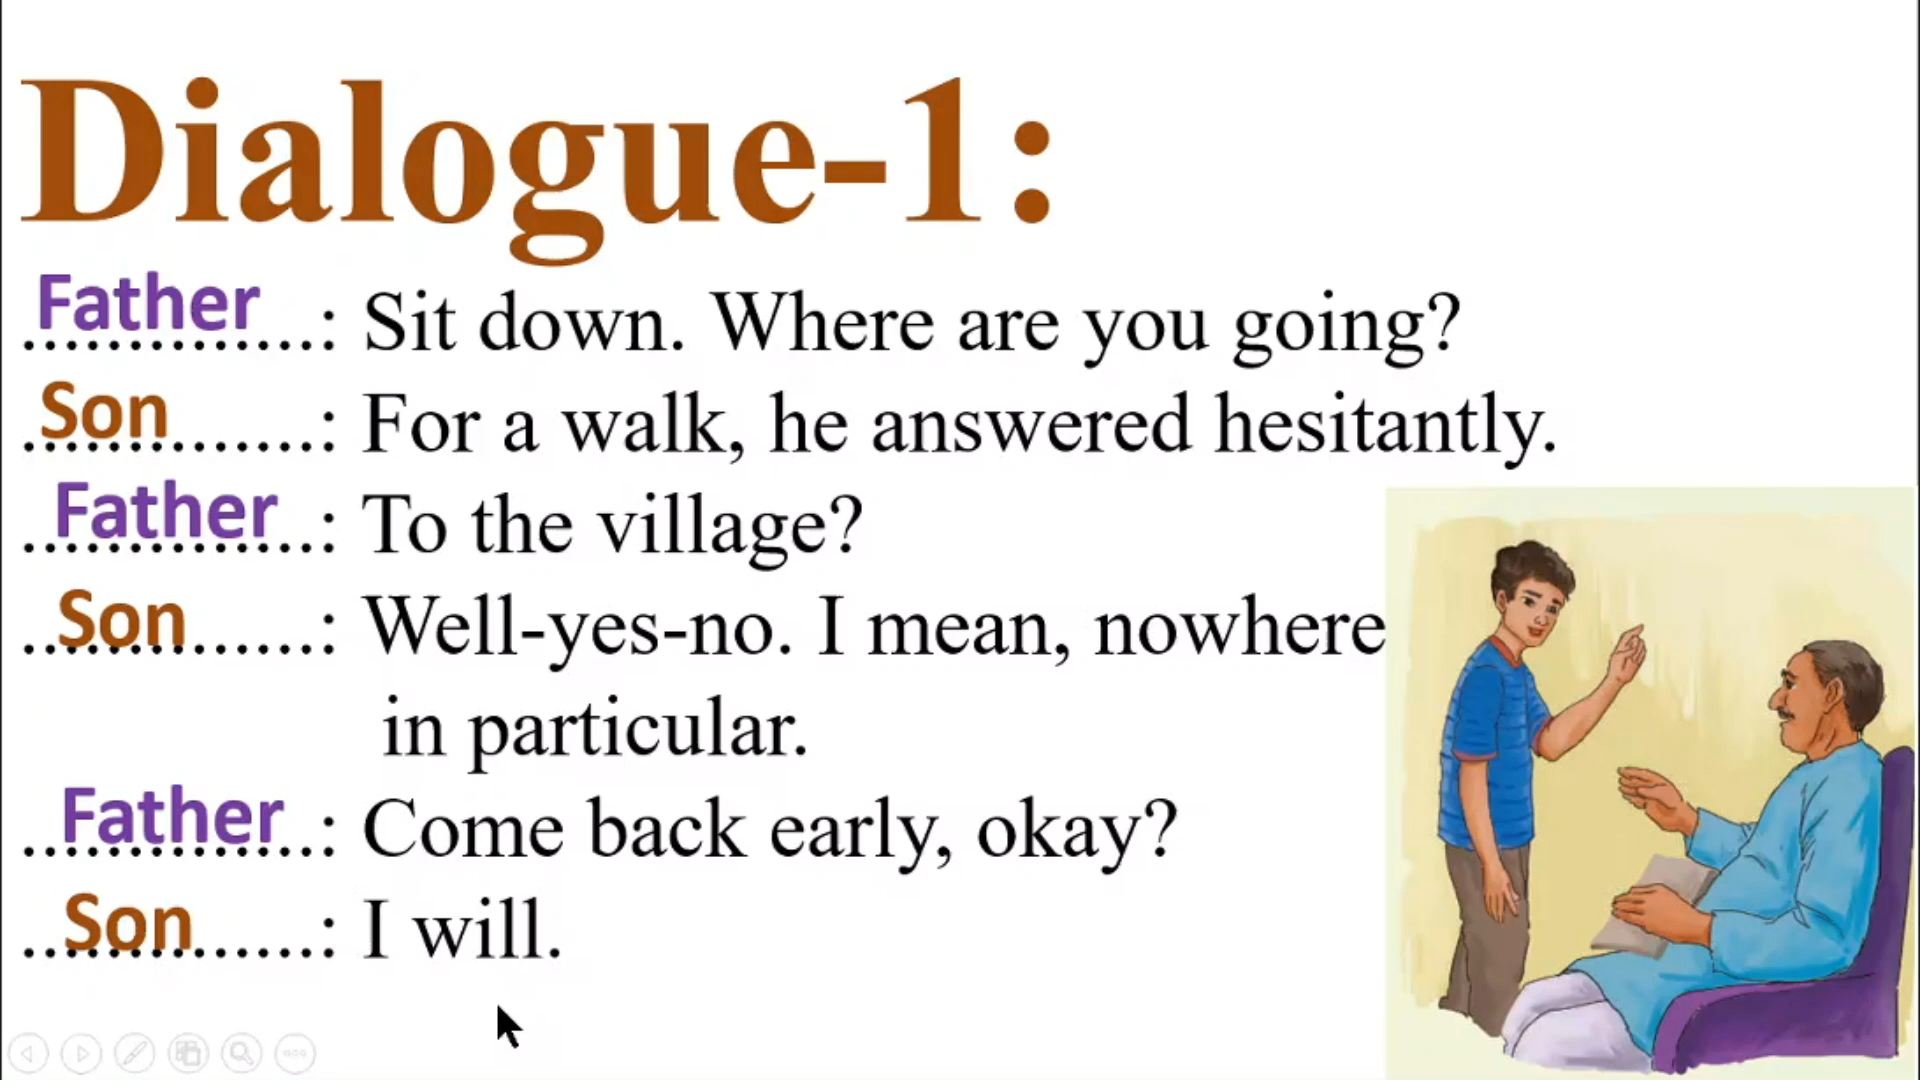 Dialogue-1:
Father..............: Sit down. Where are you going?
Son..............: For a walk, he answered hesitantly.
Father..............: To the village?
Son..............: Well-yes-no. I mean, nowhere
in particular.
Father..............: Come back early, okay?
Son..............: I will.